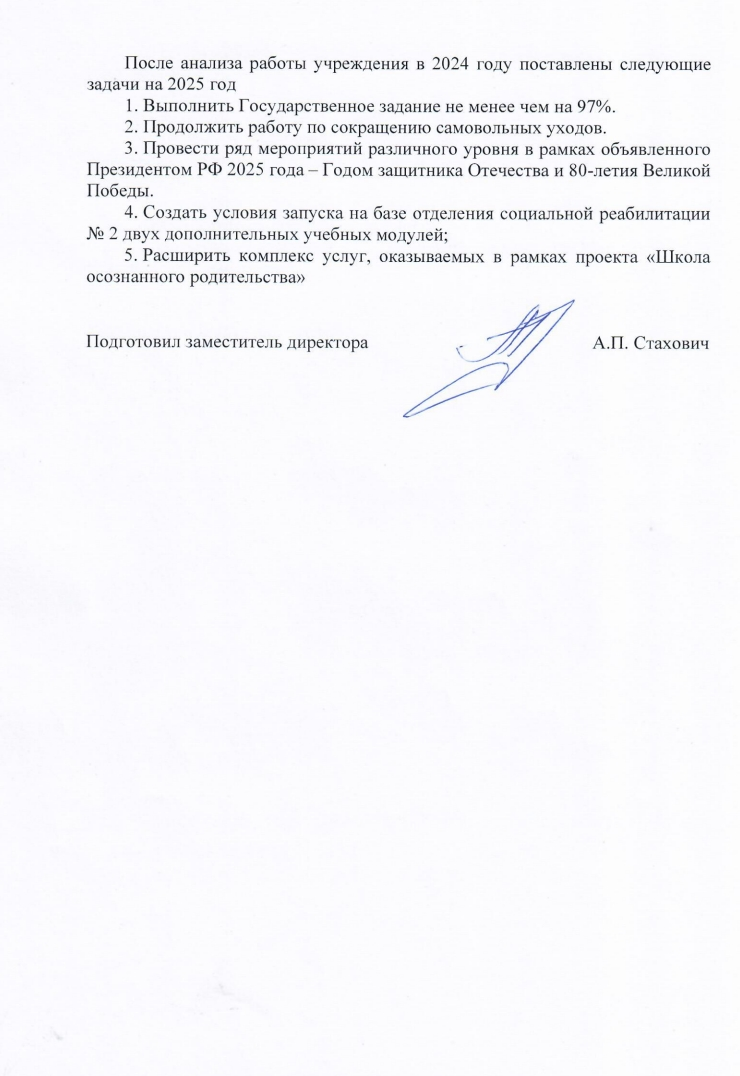 После анализа работы учреждения в 2024 году поставлены следующие
задачи на 2025 год
1. Выполнить Государственное задание не менее чем на 97%.
2. Продолжить работу по сокращению самовольных уходов.
3. Провести ряд мероприятий различного уровня в рамках объявленного
Президентом РФ 2025 года – Годом защитника Отечества и 80-летия Великой
Победы.
4. Создать условия запуска на базе отделения социальной реабилитации
№ 2 двух дополнительных учебных модулей;
5. Расширить комплекс услуг, оказываемых в рамках проекта «Школа
осознанного родительства»
Подготовил заместитель директора А.П. Стахович